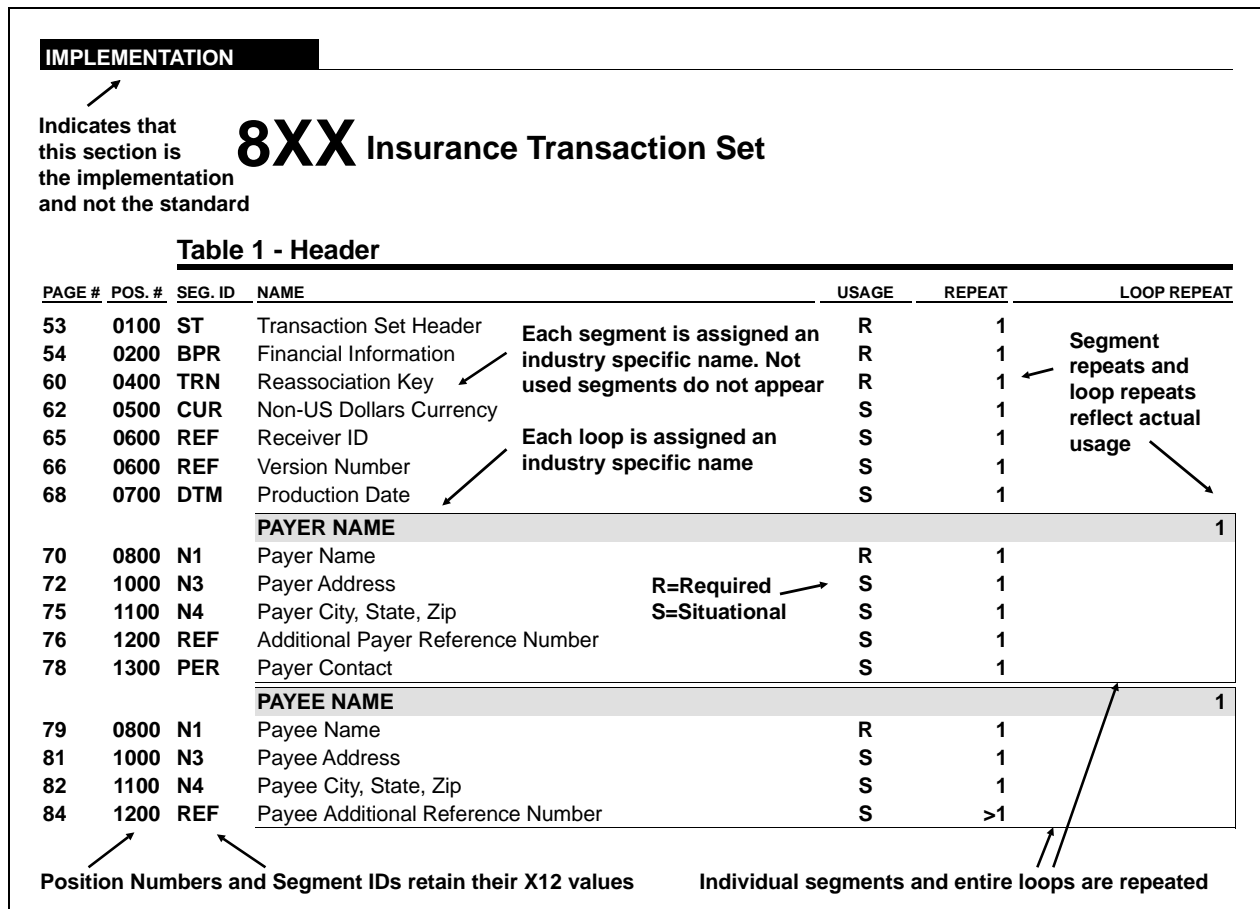 IMPLEMENTATION
Indicates that
this section is
the implementation
and not the standard
8XX Insurance Transaction Set
Table 1 - Header
PAGE # POS. # SEG. ID NAME USAGE REPEAT LOOP REPEAT
53 0100 ST Transaction Set Header R 1
54 0200 BPR Financial Information R 1
60 0400 TRN Reassociation Key R 1
62 0500 CUR Non-US Dollars Currency S 1
65 0600 REF Receiver ID S 1
66 0600 REF Version Number S 1
68 0700 DTM Production Date S 1
Each segment is assigned an
industry specific name. Not
used segments do not appear
Each loop is assigned an
industry specific name
Segment
repeats and
loop repeats
reflect actual
usage
PAYER NAME 1
70 0800 N1 Payer Name R 1
72 1000 N3 Payer Address S 1
75 1100 N4 Payer City, State, Zip S 1
76 1200 REF Additional Payer Reference Number S 1
78 1300 PER Payer Contact S 1
R=Required
S=Situational
PAYEE NAME 1
79 0800 N1 Payee Name R 1
81 1000 N3 Payee Address S 1
82 1100 N4 Payee City, State, Zip S 1
84 1200 REF Payee Additional Reference Number S >1
Position Numbers and Segment IDs retain their X12 values
Individual segments and entire loops are repeated